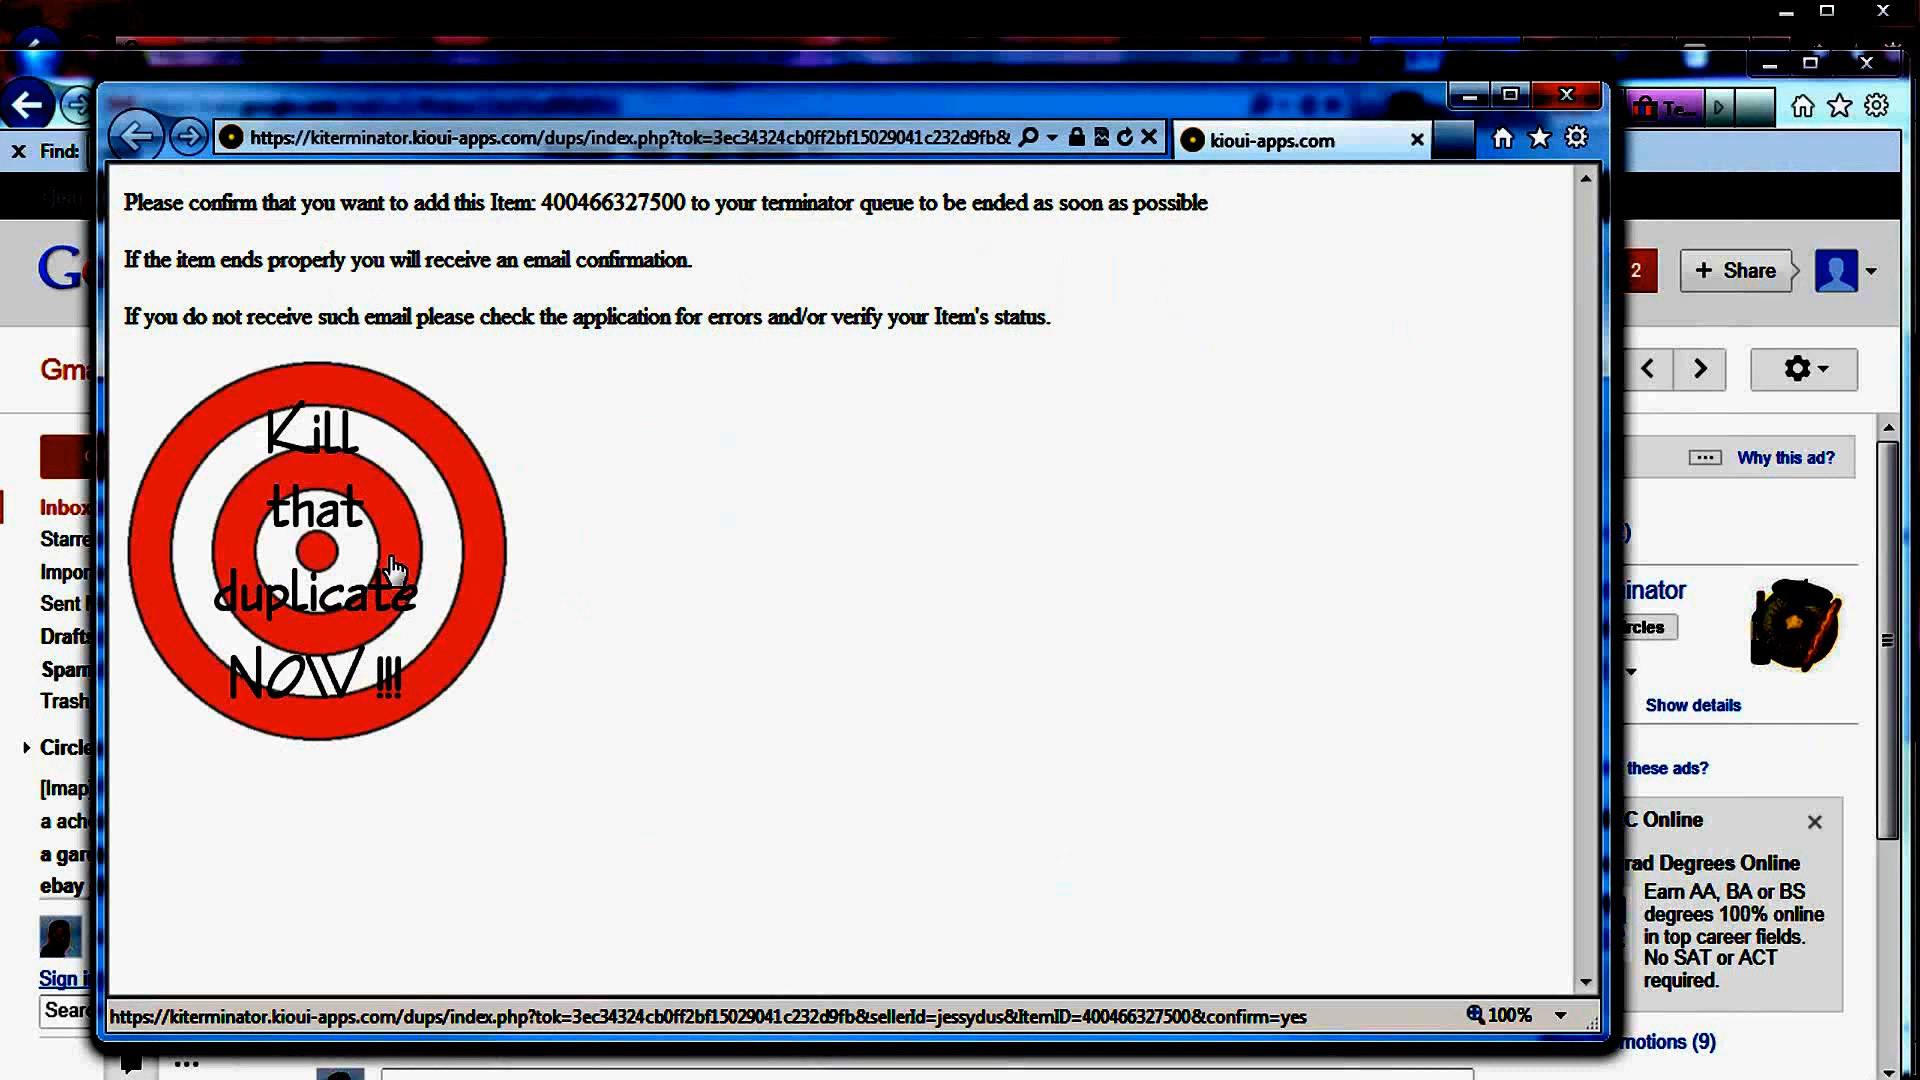 Te...
https://kiterminator.kioui-apps.com/dups/index.php?tok=3ec34324cb0ff2bf15029041c232d9fb&
kioui-apps.com
Find:
Please confirm that you want to add this Item: 400466327500 to your terminator queue to be ended as soon as possible
If the item ends properly you will receive an email confirmation.
If you do not receive such email please check the application for errors and/or verify your Item's status.
Kill
that
duplicate
NOW !!!
2
+ Share
Inbox
Trash
[Imap]
ebay
Sign i
Why this ad?
Show details
these ads?
C Online
rad Degrees Online
Earn AA, BA or BS
degrees 100% online
in top career fields.
No SAT or ACT
required.
motions (9)
https://kiterminator.kioui-apps.com/dups/index.php?tok=3ec34324cb0ff2bf15029041c232d9fb&sellerId=jessydus&ItemID=400466327500&confirm=yes
100%